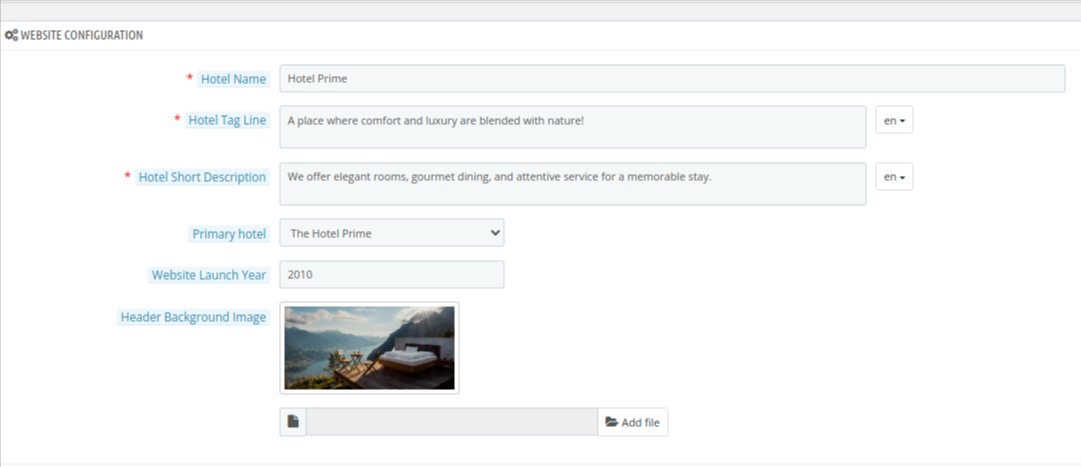 WEBSITE CONFIGURATION
* Hotel Name Hotel Prime
* Hotel Tag Line A place where comfort and luxury are blended with nature! en
* Hotel Short Description We offer elegant rooms, gourmet dining, and attentive service for a memorable stay. en
Primary hotel The Hotel Prime
Website Launch Year 2010
Header Background Image
Add file